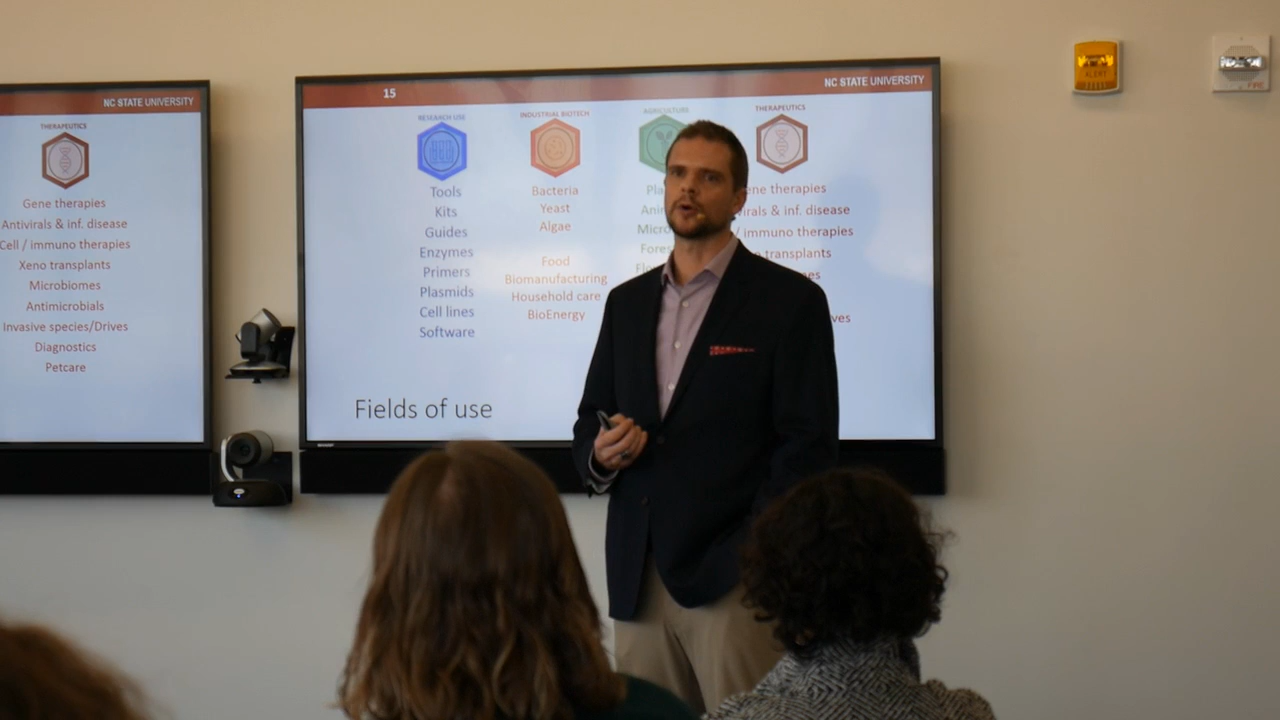 NC STATE UNIVERSITY
THERAPEUTICS
Gene therapies
Antivirals & inf. disease
Cell / immuno therapies
Xeno transplants
Microbiomes
Antimicrobials
Invasive species/Drives
Diagnostics
Petcare
15
NC STATE UNIVERSITY
RESEARCH USE
Tools
Kits
Guides
Enzymes
Primers
Plasmids
Cell lines
Software
INDUSTRIAL BIOTECH
Bacteria
Yeast
Algae
Food
Biomanufacturing
Household care
BioEnergy
AGRICULTURE
THERAPEUTICS
therapies
& inf. disease
/ immuno therapies
transplants
Fields of use
ALERT
FIRE